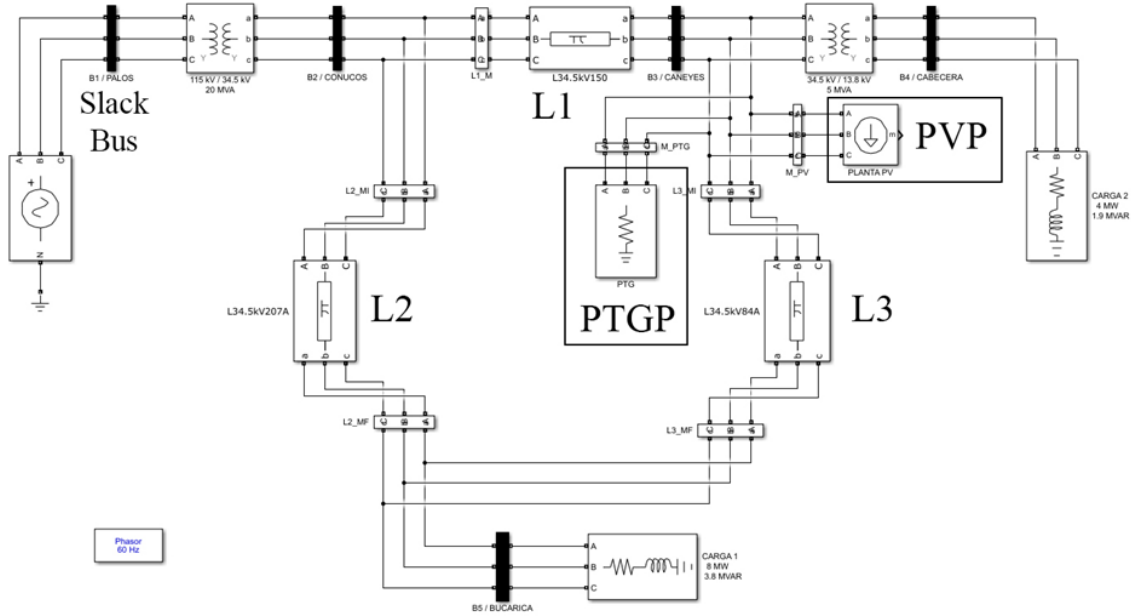 A A a A A a A
B B b B B b B
C C c C C c C
Y Y
Y Y
B1 / PALOS
115 kV / 34.5 kV
20 MVA
B2 / CONUCOS
L1_M
L34.5kV150
B3 / CANEYES
34.5 kV / 13.8 kV
5 MVA
B4 / CABECERA
Slack
Bus
L1
A B C
+
N
M_PTG
A B C
PTG
PTGP
M_PV
A
B
C
m
PLANTA PV
PVP
A B C
CARGA 2
4 MW
1.9 MVAR
L2_MI
C B A
L3_MI
C B A
A B C
L34.5kV207A
L2
a b c
A B C
L34.5kV84A
L3
a b c
L2_MF
C B A
L3_MF
C B A
Phasor
60 Hz
A
B
C
B5 / BUCARICA
CARGA 1
8 MW
3.8 MVAR